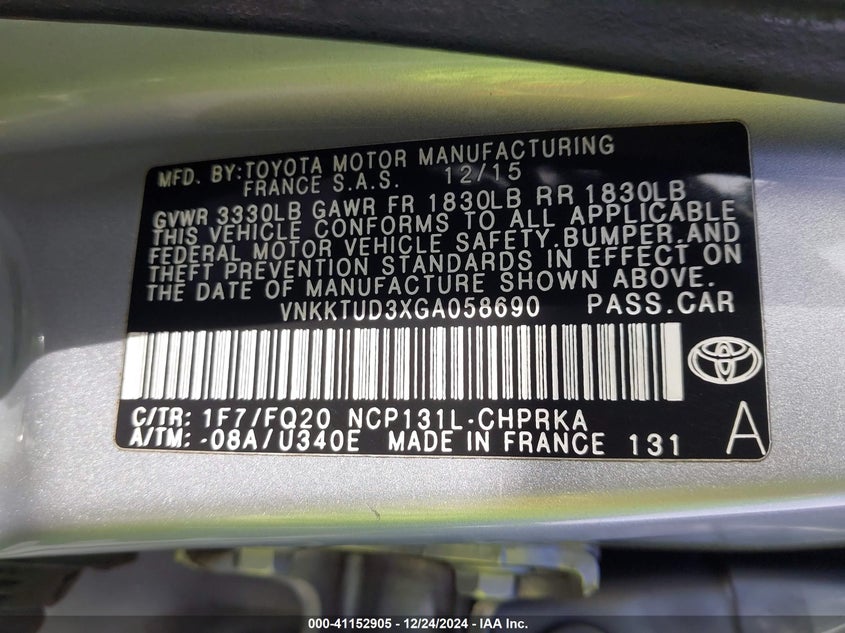 MFD. BY: TOYOTA MOTOR MANUFACTURING
FRANCE S.A.S. 12/15
GVWR 3330LB GAWR FR 1830LB RR 1830LB
THIS VEHICLE CONFORMS TO ALL APPLICABLE
FEDERAL MOTOR VEHICLE SAFETY, BUMPER, AND
THEFT PREVENTION STANDARDS IN EFFECT ON
THE DATE OF MANUFACTURE SHOWN ABOVE.
VNKKTUD3XGA058690 PASS.CAR
C/TR: 1F7/FQ20 NCP131L-CHPRKA
A/TM: -08A/U340E MADE IN FRANCE 131
A
000-41152905 - 12/24/2024 - IAA Inc.